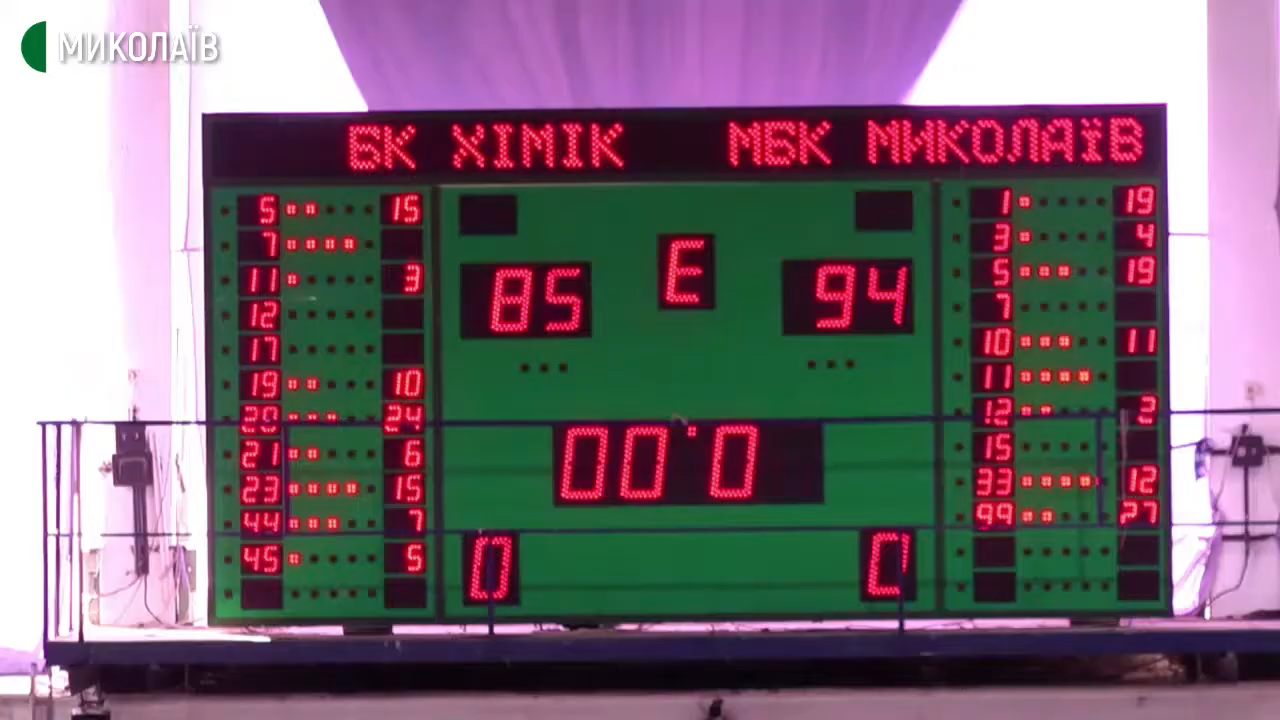 МИКОЛАЇВ
БК ХІМІК МБК МИКОЛАЇВ
5 15 1 19
7 3 4
11 3 E 5 19
12 85 94 7
17 10 11
19 10 11
20 24 12 2
21 6 15
23 15 00:0 33 12
44 7 99 27
45 5
0 0